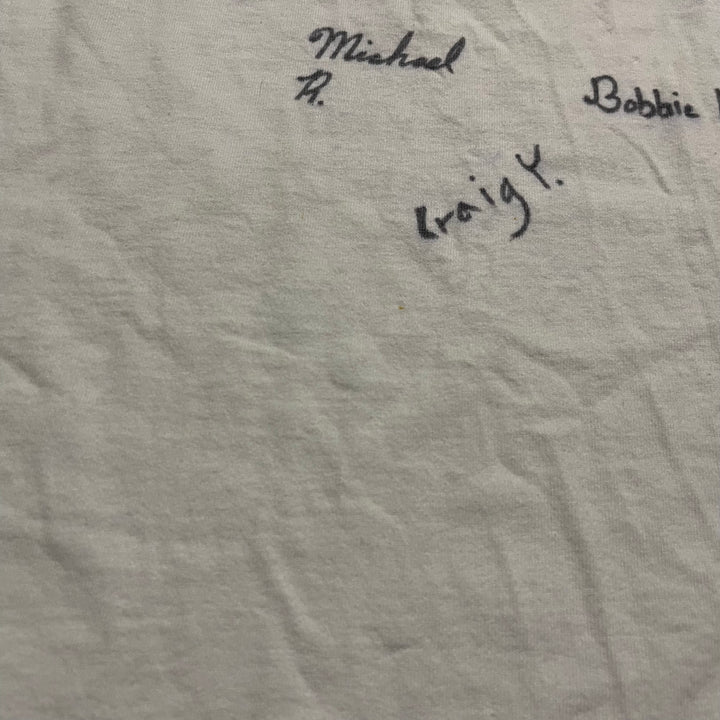 Michael
R.
Bobbie
Craig Y.